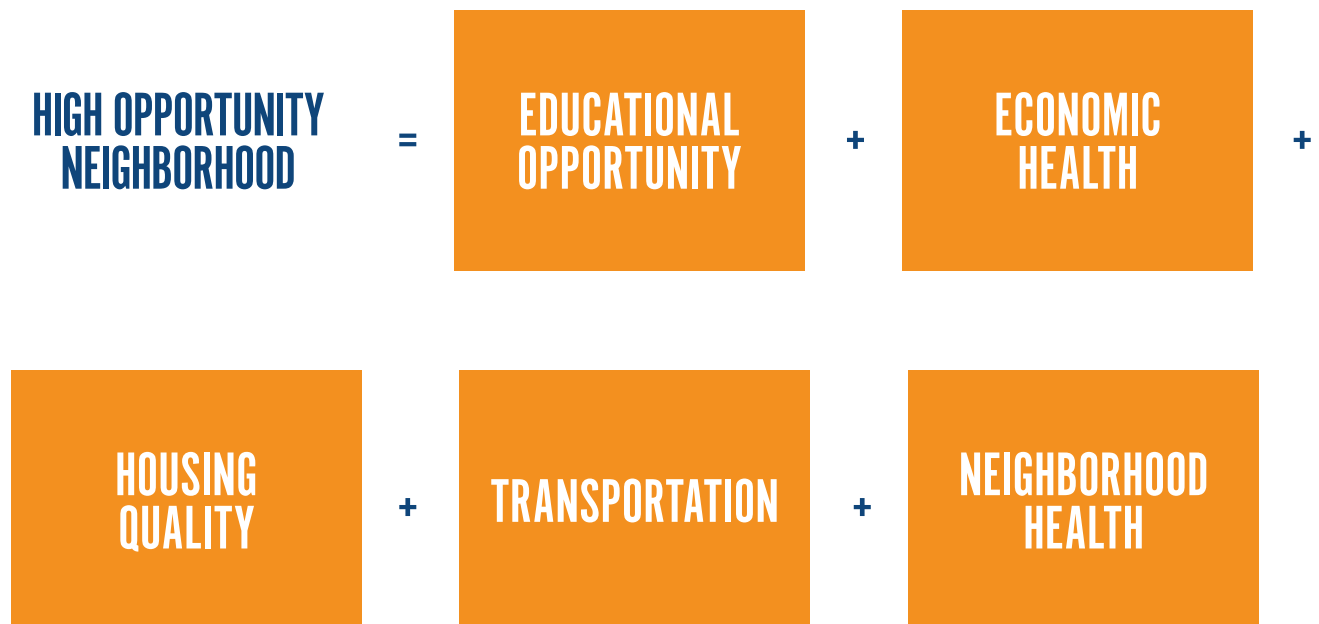 HIGH OPPORTUNITY
NEIGHBORHOOD
=
EDUCATIONAL
OPPORTUNITY
+
ECONOMIC
HEALTH
+
HOUSING
QUALITY
+
TRANSPORTATION
+
NEIGHBORHOOD
HEALTH